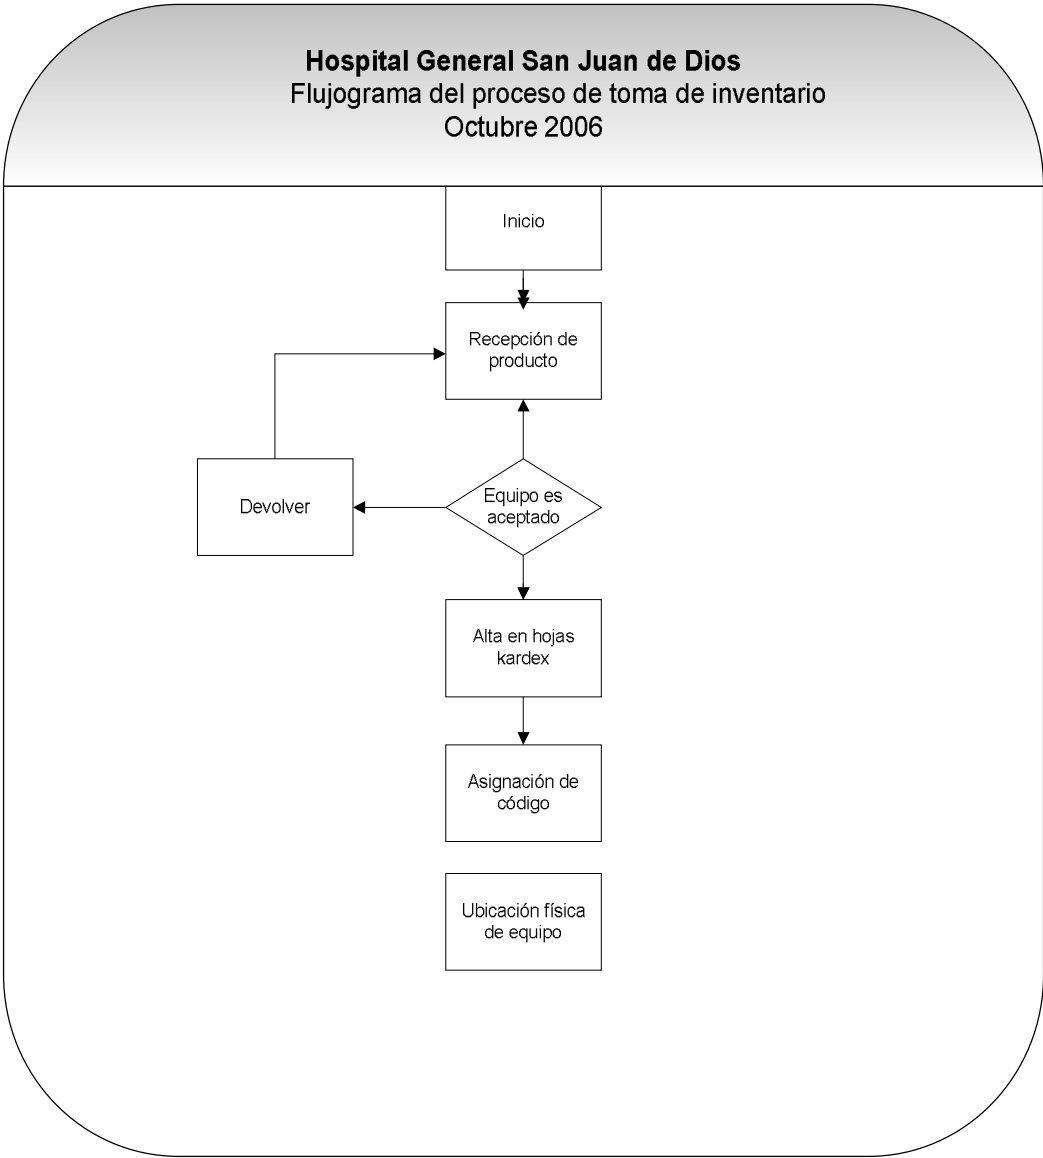 Hospital General San Juan de Dios
Flujograma del proceso de toma de inventario
Octubre 2006
Inicio
Recepción de
producto
Equipo es
aceptado
Devolver
Alta en hojas
kardex
Asignación de
código
Ubicación física
de equipo